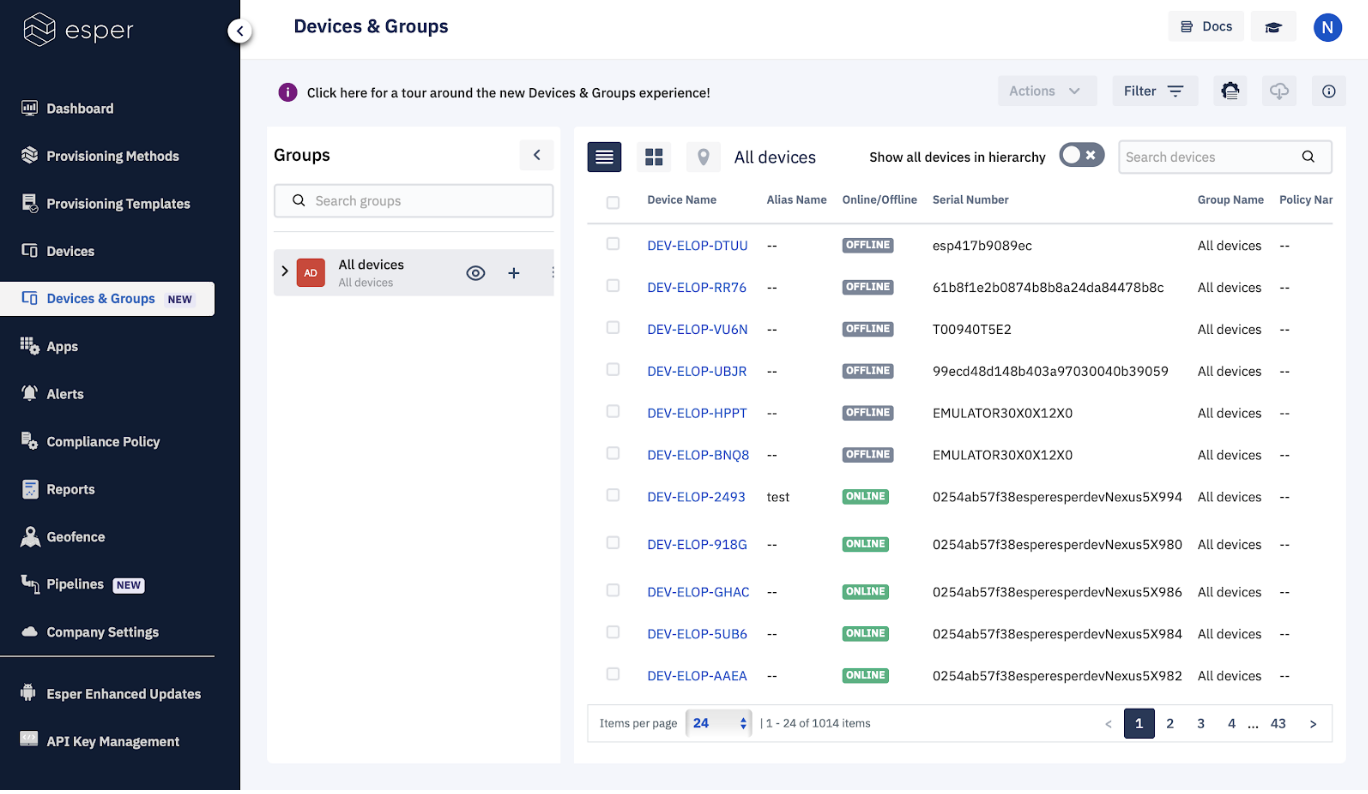 esper
Devices & Groups
Docs
N
Dashboard
Provisioning Methods
Provisioning Templates
Devices
Devices & Groups NEW
Apps
Alerts
Compliance Policy
Reports
Geofence
Pipelines NEW
Company Settings
Esper Enhanced Updates
API Key Management
i Click here for a tour around the new Devices & Groups experience!
Actions
Filter
Groups
Search groups
AD All devices
All devices
All devices
Show all devices in hierarchy
Search devices
Device Name Alias Name Online/Offline Serial Number Group Name Policy Nar
DEV-ELOP-DTUU -- OFFLINE esp417b9089ec All devices --
DEV-ELOP-RR76 -- OFFLINE 61b8f1e2b0874b8b8a24da84478b8c All devices --
DEV-ELOP-VU6N -- OFFLINE T00940T5E2 All devices --
DEV-ELOP-UBJR -- OFFLINE 99ecd48d148b403a97030040b39059 All devices --
DEV-ELOP-HPPT -- OFFLINE EMULATOR30X0X12X0 All devices --
DEV-ELOP-BNQ8 -- OFFLINE EMULATOR30X0X12X0 All devices --
DEV-ELOP-2493 test ONLINE 0254ab57f38esperesperdevNexus5X994 All devices --
DEV-ELOP-918G -- ONLINE 0254ab57f38esperesperdevNexus5X980 All devices --
DEV-ELOP-GHAC -- ONLINE 0254ab57f38esperesperdevNexus5X986 All devices --
DEV-ELOP-5UB6 -- ONLINE 0254ab57f38esperesperdevNexus5X984 All devices --
DEV-ELOP-AAEA -- ONLINE 0254ab57f38esperesperdevNexus5X982 All devices --
Items per page 24 | 1 - 24 of 1014 items < 1 2 3 4 ... 43 >